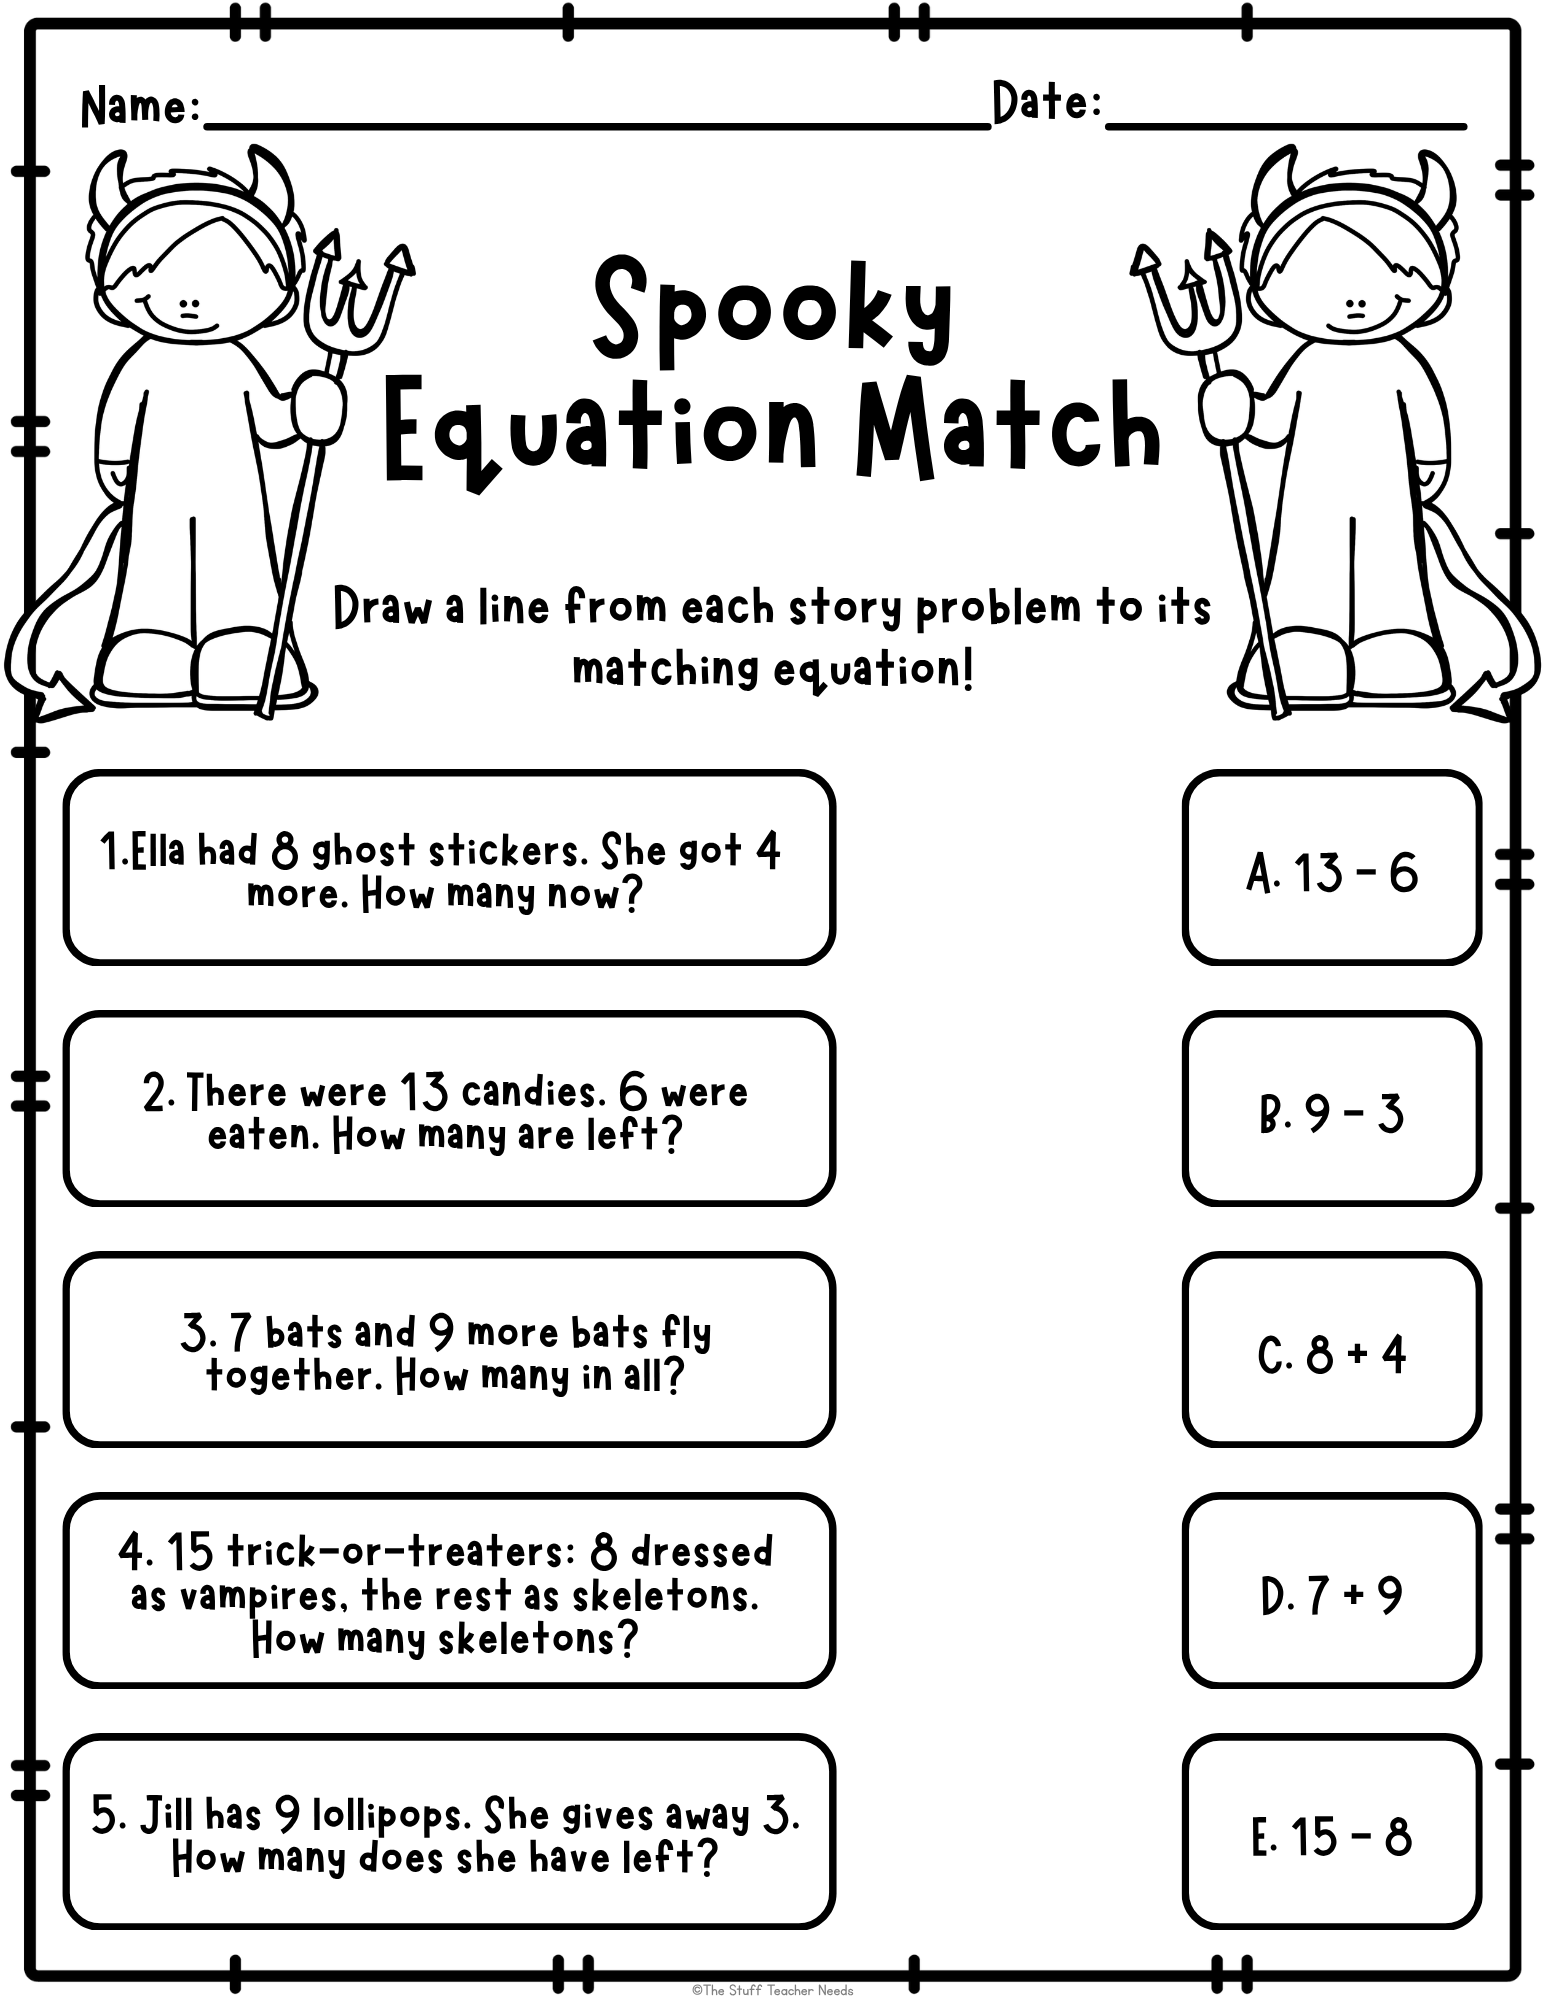 Name: Date:
Spooky
Equation Match
Draw a line from each story problem to its
matching equation!
1.Ella had 8 ghost stickers. She got 4
more. How many now?
A. 13 - 6
2. There were 13 candies. 6 were
eaten. How many are left?
B. 9 - 3
3. 7 bats and 9 more bats fly
together. How many in all?
C. 8 + 4
4. 15 trick-or-treaters: 8 dressed
as vampires, the rest as skeletons.
How many skeletons?
D. 7 + 9
5. Jill has 9 lollipops. She gives away 3.
How many does she have left?
E. 15 - 8
©The Stuff Teacher Needs